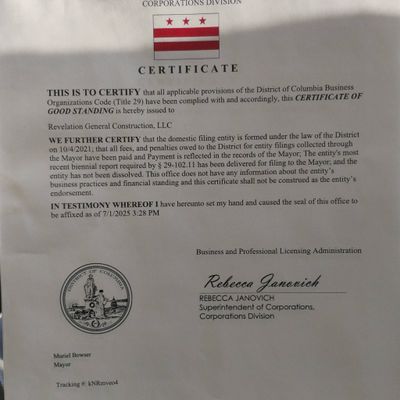 CORPORATIONS DIVISION
CERTIFICATE
THIS IS TO CERTIFY that all applicable provisions of the District of Columbia Business
Organizations Code (Title 29) have been complied with and accordingly, this CERTIFICATE OF
GOOD STANDING is hereby issued to
Revelation General Construction, LLC
WE FURTHER CERTIFY that the domestic filing entity is formed under the law of the District
on 10/4/2021; that all fees, and penalties owed to the District for entity filings collected through
the Mayor have been paid and Payment is reflected in the records of the Mayor; The entity's most
recent biennial report required by § 29-102.11 has been delivered for filing to the Mayor; and the
entity has not been dissolved. This office does not have any information about the entity's
business practices and financial standing and this certificate shall not be construed as the entity's
endorsement.
IN TESTIMONY WHEREOF I have hereunto set my hand and caused the seal of this office to
be affixed as of 7/1/2025 3:28 PM
Business and Professional Licensing Administration
Rebecca Janovich
REBECCA JANOVICH
Superintendent of Corporations,
Corporations Division
DISTRICT OF COLUMBIA
Muriel Bowser
Mayor
Tracking #: kNRzoveo4